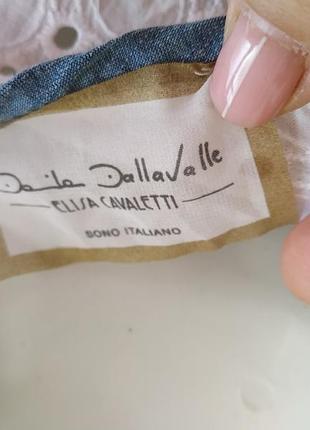 Daniela DallaValle
ELISA CAVALETTI
SONO ITALIANO